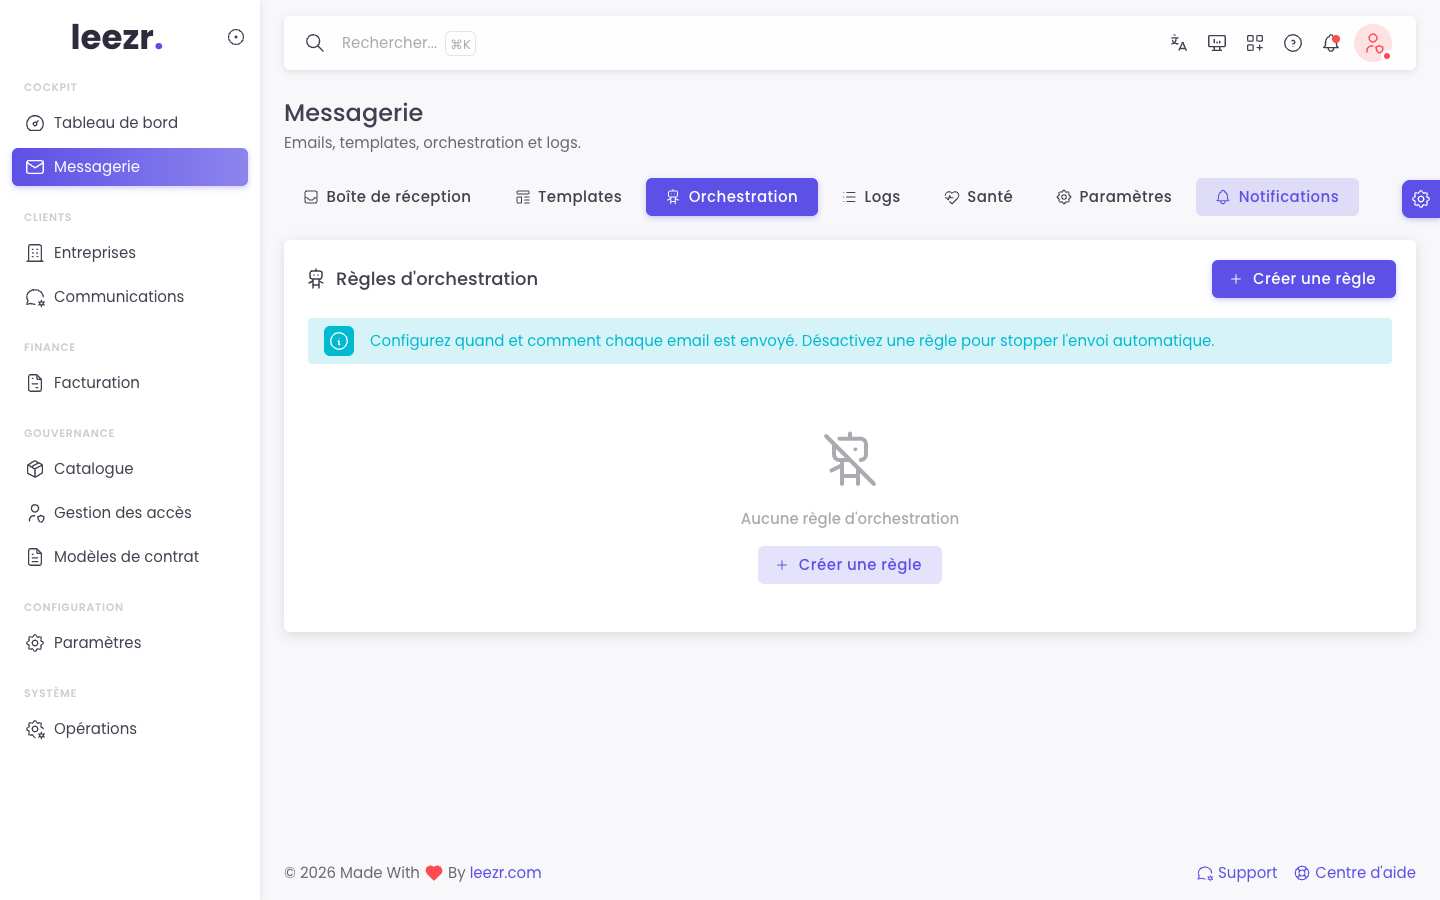 leezr.
COCKPIT
Tableau de bord
Messagerie
CLIENTS
Entreprises
Communications
FINANCE
Facturation
GOUVERNANCE
Catalogue
Gestion des accès
Modèles de contrat
CONFIGURATION
Paramètres
SYSTÈME
Opérations
Rechercher... ⌘K
Messagerie
Emails, templates, orchestration et logs.
Boîte de réception Templates Orchestration Logs Santé Paramètres Notifications
Règles d'orchestration
Créer une règle
Configurez quand et comment chaque email est envoyé. Désactivez une règle pour stopper l'envoi automatique.
Aucune règle d'orchestration
Créer une règle
© 2026 Made With ❤ By leezr.com
Support Centre d'aide